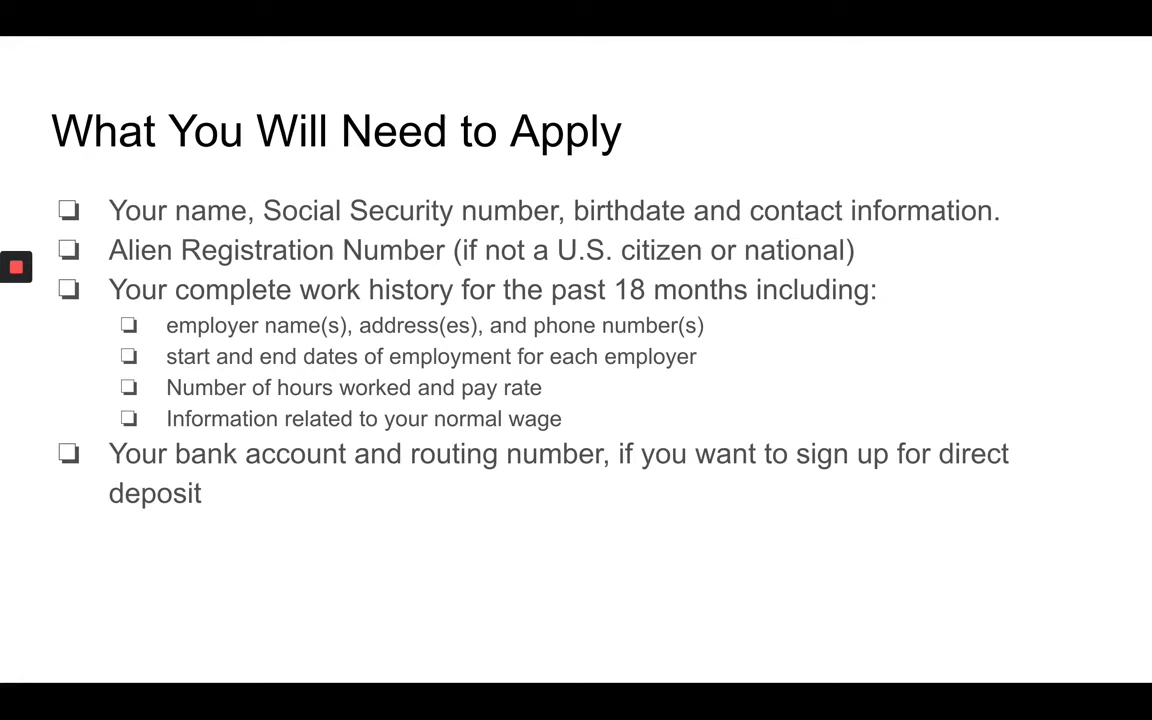 What You Will Need to Apply
❏ Your name, Social Security number, birthdate and contact information.
❏ Alien Registration Number (if not a U.S. citizen or national)
❏ Your complete work history for the past 18 months including:
❏ employer name(s), address(es), and phone number(s)
❏ start and end dates of employment for each employer
❏ Number of hours worked and pay rate
❏ Information related to your normal wage
❏ Your bank account and routing number, if you want to sign up for direct
deposit